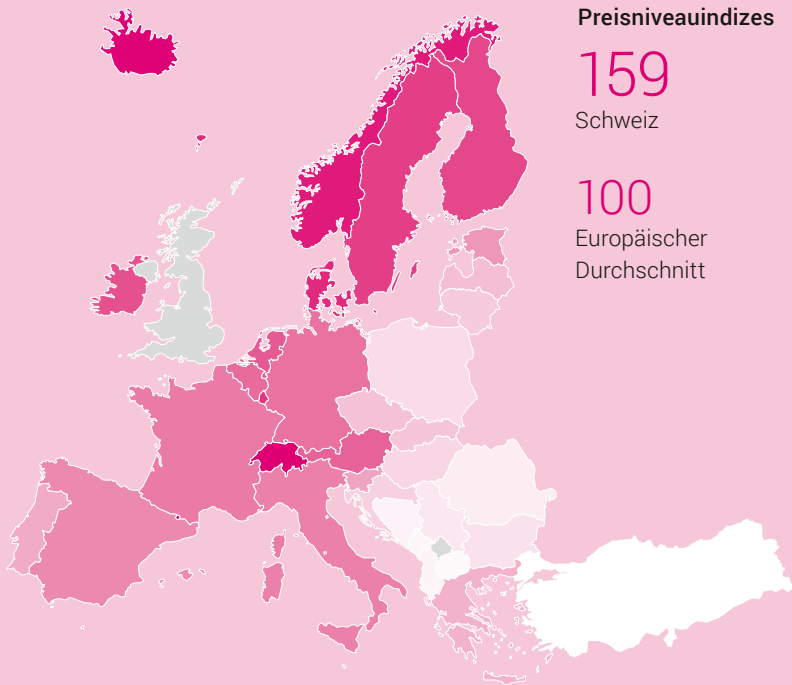 Preisniveauindizes
159
Schweiz
100
Europäischer
Durchschnitt